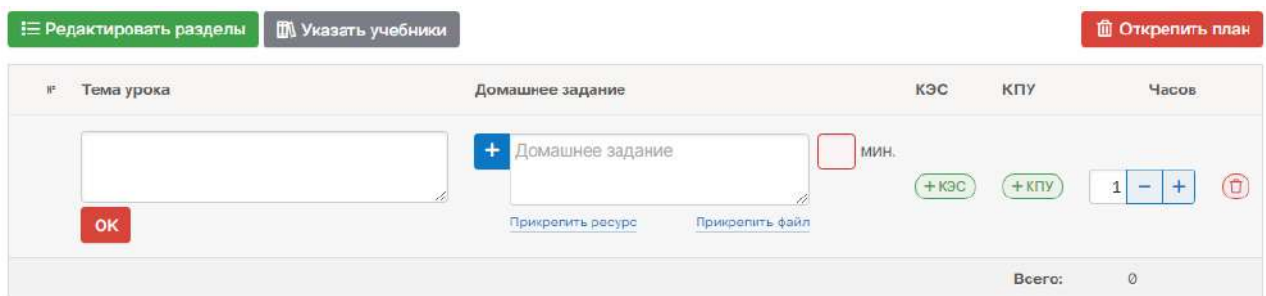 Редактировать разделы Указать учебники Открепить план
№ Тема урока Домашнее задание КЭС КПУ Часов
+ Домашнее задание мин.
+ КЭС + КПУ 1 − +
ОК Прикрепить ресурс Прикрепить файл
Всего: 0